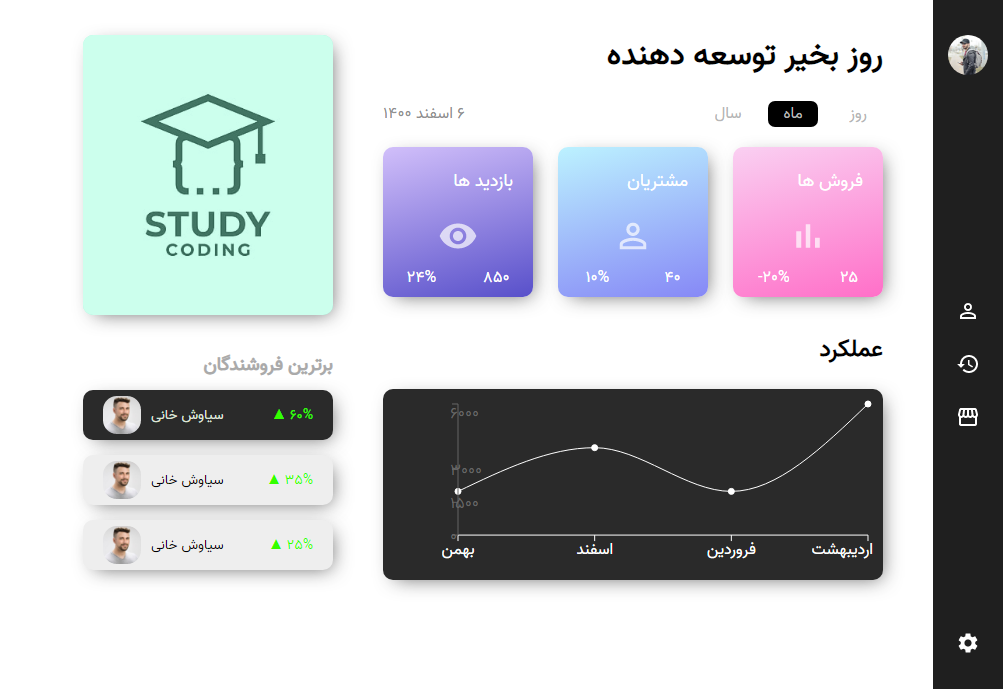 روز بخیر توسعه دهنده
روز
ماه
سال
۶ اسفند ۱۴۰۰
فروش ها
۲۵
-۲۰%
مشتریان
۴۰
۱۰%
بازدید ها
۸۵۰
۲۴%
عملکرد
۶۰۰۰
۳۰۰۰
۱۵۰۰
۰
بهمن
اسفند
فروردین
اردیبهشت
STUDY
CODING
برترین فروشندگان
سیاوش خانی ▲ ۶۰%
سیاوش خانی ▲ ۳۵%
سیاوش خانی ▲ ۲۵%